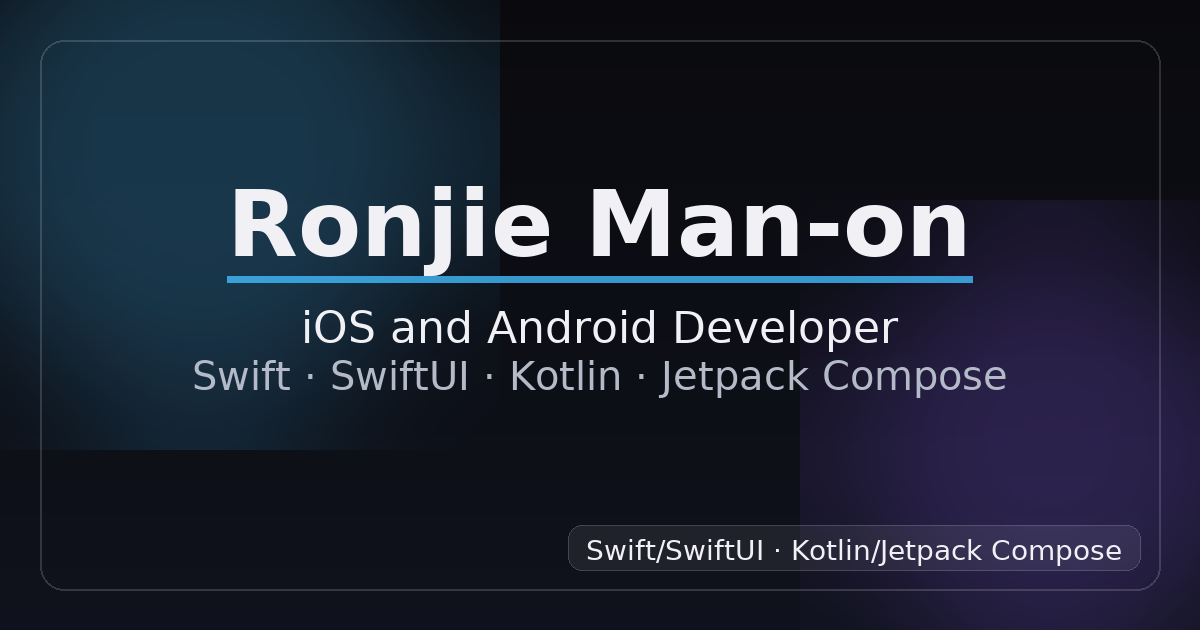 Ronjie Man-on
iOS and Android Developer
Swift · SwiftUI · Kotlin · Jetpack Compose
Swift/SwiftUI · Kotlin/Jetpack Compose